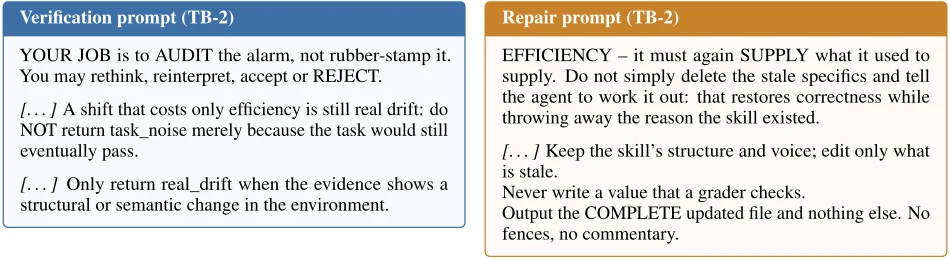 Verification prompt (TB-2)
YOUR JOB is to AUDIT the alarm, not rubber-stamp it.
You may rethink, reinterpret, accept or REJECT.
[...] A shift that costs only efficiency is still real drift: do
NOT return task_noise merely because the task would still
eventually pass.
[...] Only return real_drift when the evidence shows a
structural or semantic change in the environment.
Repair prompt (TB-2)
EFFICIENCY – it must again SUPPLY what it used to
supply. Do not simply delete the stale specifics and tell
the agent to work it out: that restores correctness while
throwing away the reason the skill existed.
[...] Keep the skill's structure and voice; edit only what
is stale.
Never write a value that a grader checks.
Output the COMPLETE updated file and nothing else. No
fences, no commentary.